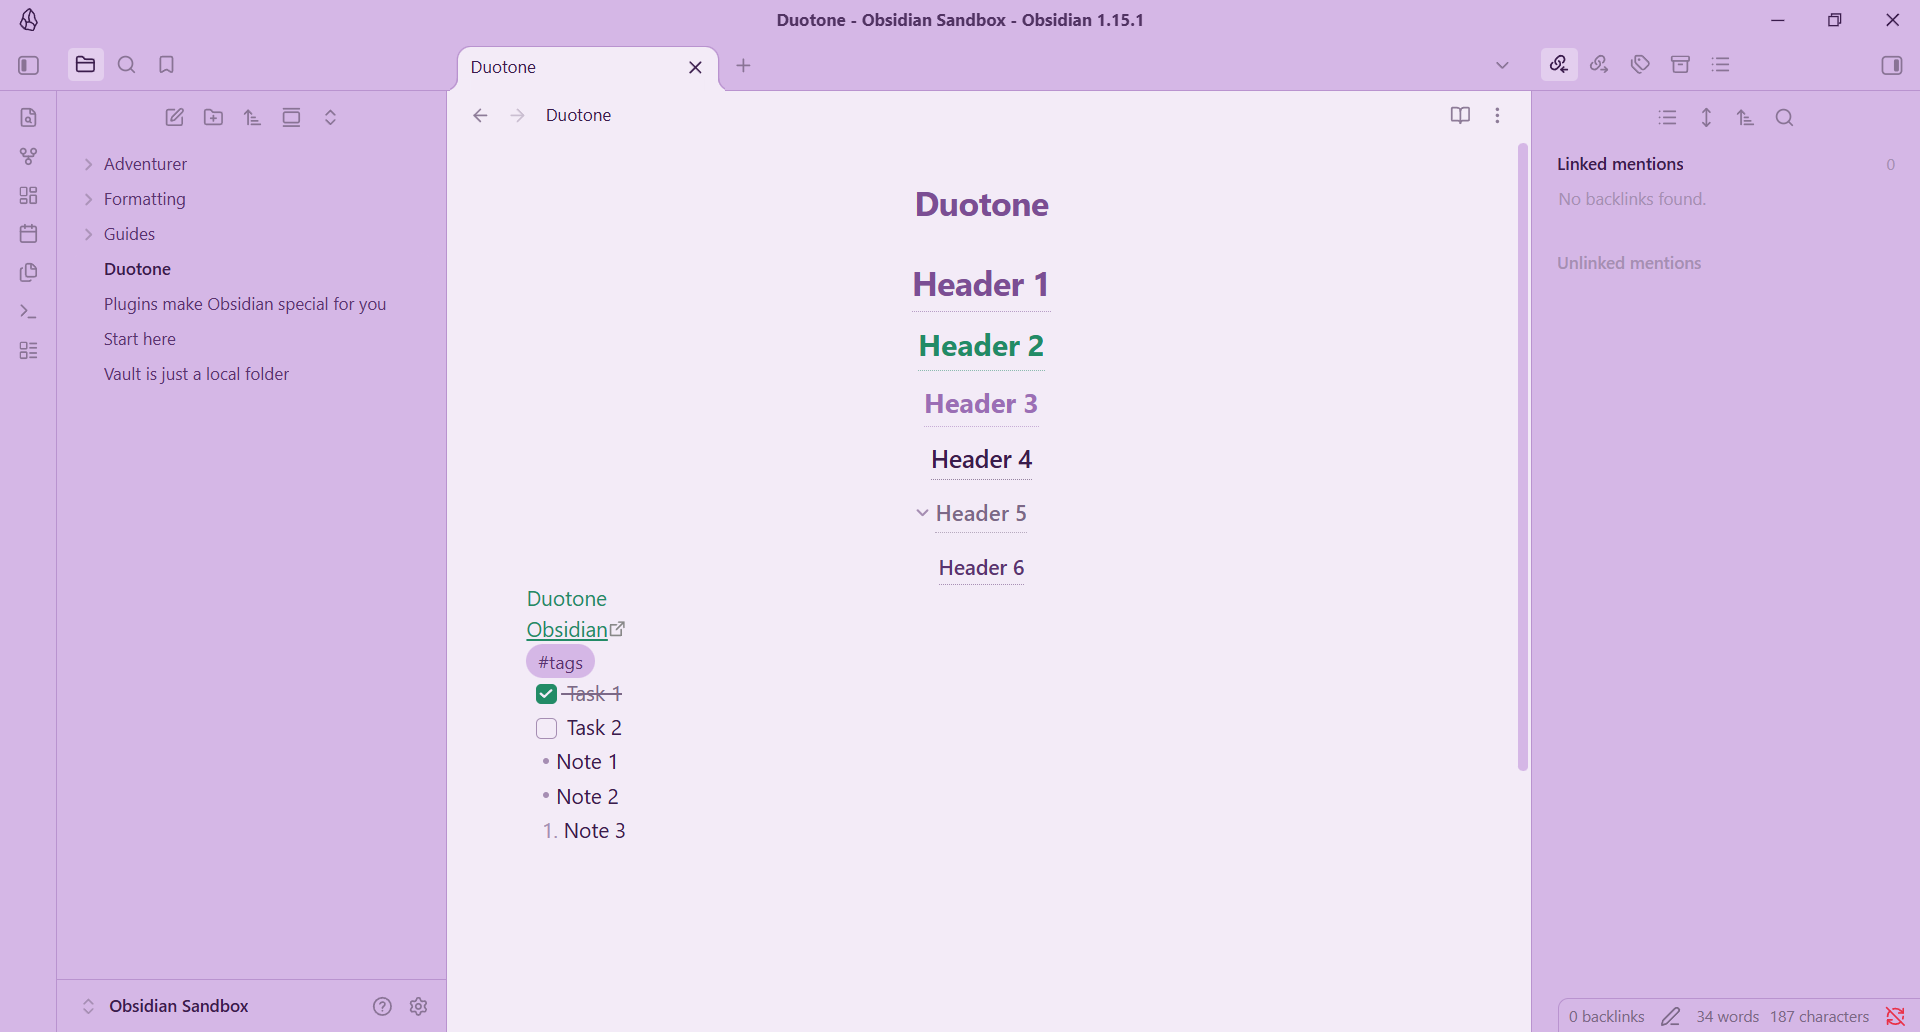 Duotone - Obsidian Sandbox - Obsidian 1.15.1
Duotone
Duotone
Adventurer
Formatting
Guides
Duotone
Plugins make Obsidian special for you
Start here
Vault is just a local folder
Obsidian Sandbox
Duotone
Header 1
Header 2
Header 3
Header 4
Header 5
Header 6
Duotone
Obsidian
#tags
Task 1
Task 2
• Note 1
• Note 2
1. Note 3
Linked mentions 0
No backlinks found.
Unlinked mentions
0 backlinks 34 words 187 characters